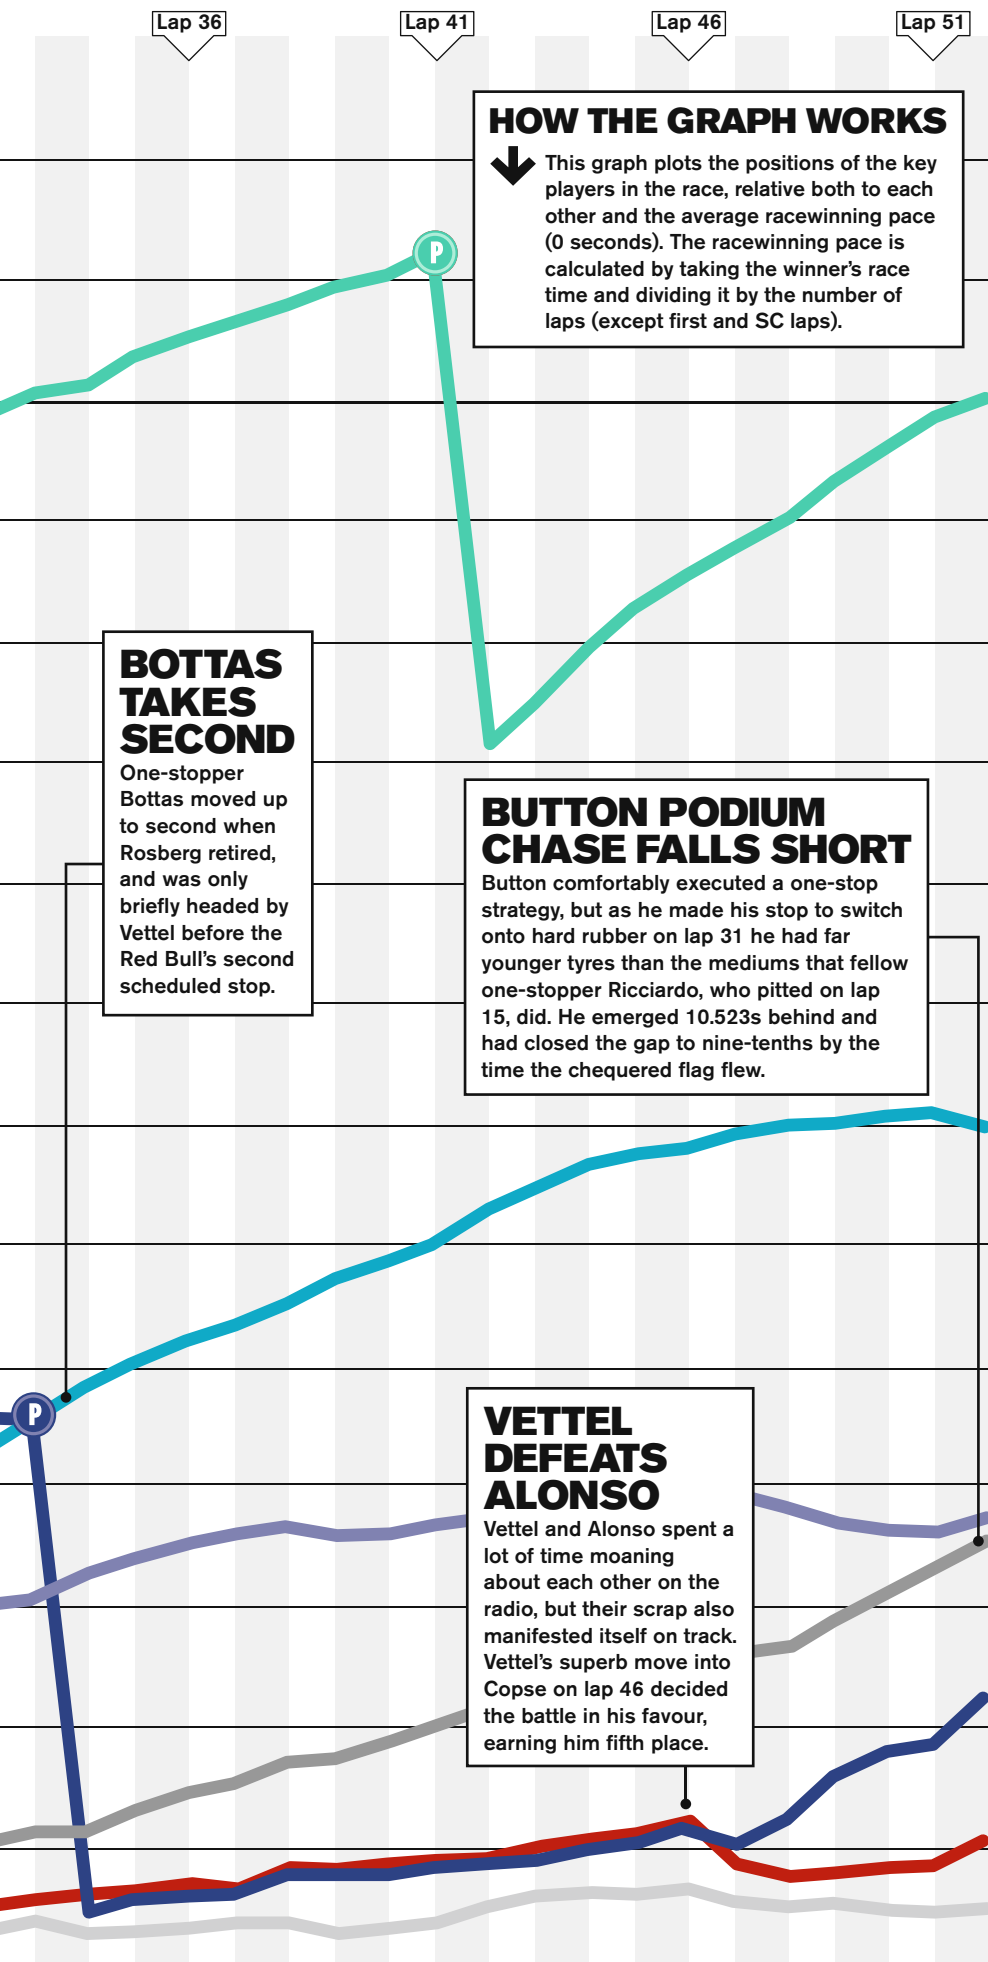 Lap 36
Lap 41
Lap 46
Lap 51
HOW THE GRAPH WORKS
This graph plots the positions of the key
players in the race, relative both to each
other and the average racewinning pace
(0 seconds). The racewinning pace is
calculated by taking the winner's race
time and dividing it by the number of
laps (except first and SC laps).
P
BOTTAS
TAKES
SECOND
One-stopper
Bottas moved up
to second when
Rosberg retired,
and was only
briefly headed by
Vettel before the
Red Bull's second
scheduled stop.
BUTTON PODIUM
CHASE FALLS SHORT
Button comfortably executed a one-stop
strategy, but as he made his stop to switch
onto hard rubber on lap 31 he had far
younger tyres than the mediums that fellow
one-stopper Ricciardo, who pitted on lap
15, did. He emerged 10.523s behind and
had closed the gap to nine-tenths by the
time the chequered flag flew.
P
VETTEL
DEFEATS
ALONSO
Vettel and Alonso spent a
lot of time moaning
about each other on the
radio, but their scrap also
manifested itself on track.
Vettel's superb move into
Copse on lap 46 decided
the battle in his favour,
earning him fifth place.